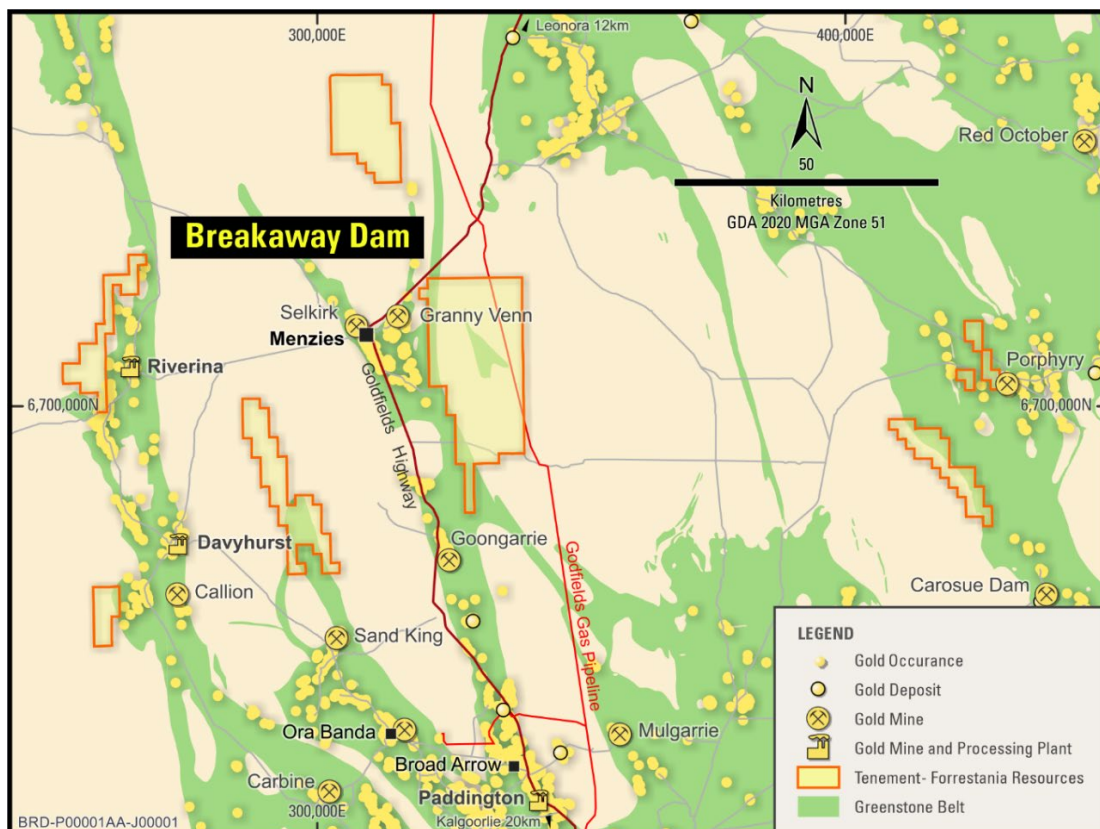 300,000E
Leonora 12km
400,000E
N
Red October
50
Kilometres
GDA 2020 MGA Zone 51
Breakaway Dam
Selkirk
Granny Venn
Menzies
Riverina
Porphyry
6,700,000N
6,700,000N
Goldfields Highway
Goongarrie
Davyhurst
Callion
Carosue Dam
Godfields Gas Pipeline
Sand King
Ora Banda
Mulgarrie
Broad Arrow
Carbine
Paddington
300,000E
Kalgoorlie 20km
BRD-P00001AA-J00001
LEGEND
Gold Occurance
Gold Deposit
Gold Mine
Gold Mine and Processing Plant
Tenement- Forrestania Resources
Greenstone Belt